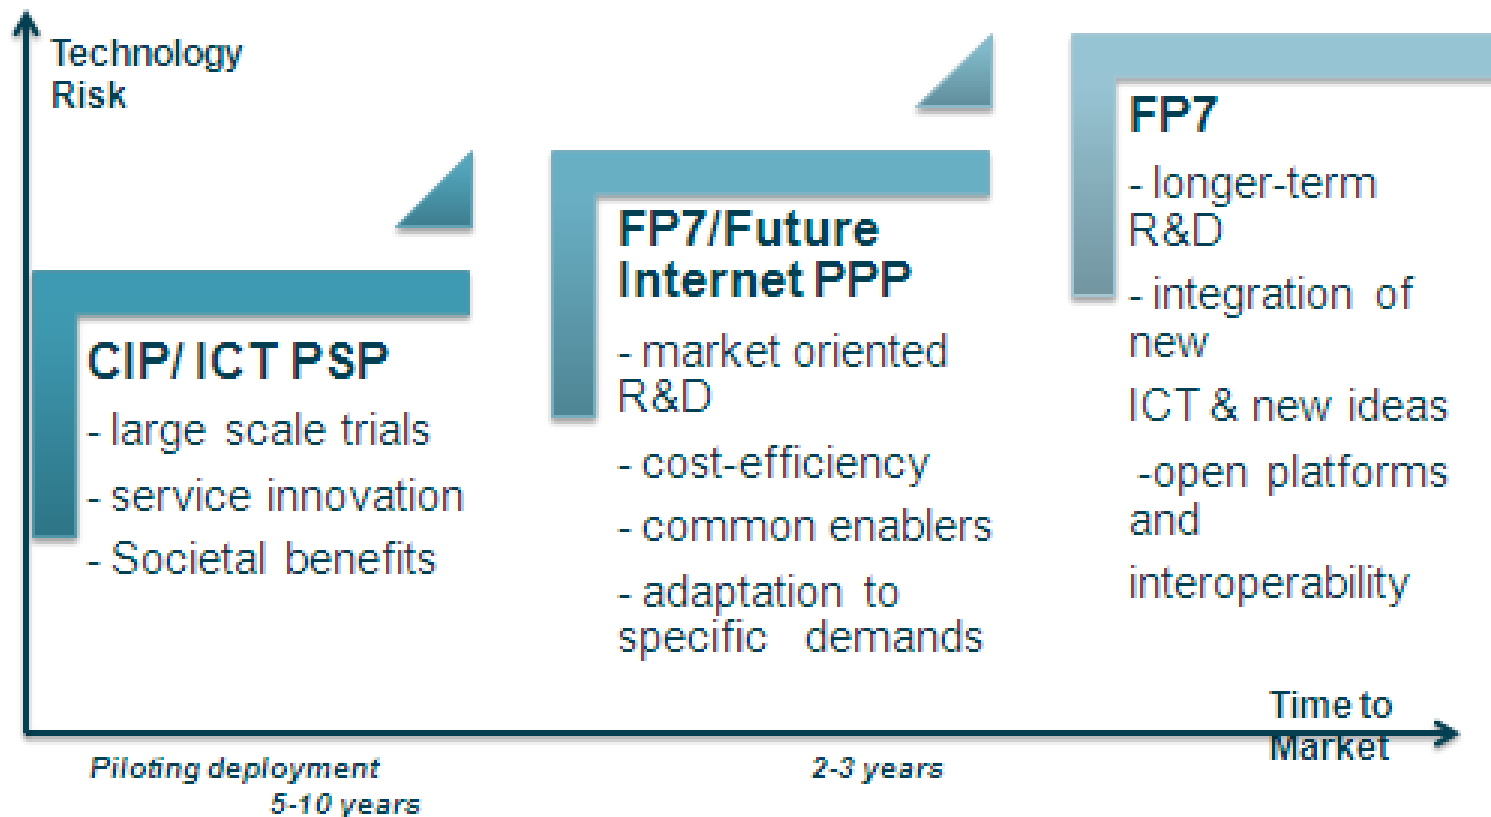 Technology
Risk
CIP/ ICT PSP
- large scale trials
- service innovation
- Societal benefits
FP7/Future
Internet PPP
- market oriented
R&D
- cost-efficiency
- common enablers
- adaptation to
specific demands
FP7
- longer-term
R&D
- integration of
new
ICT & new ideas
-open platforms
and
interoperability
Time to
Market
Piloting deployment
5-10 years
2-3 years